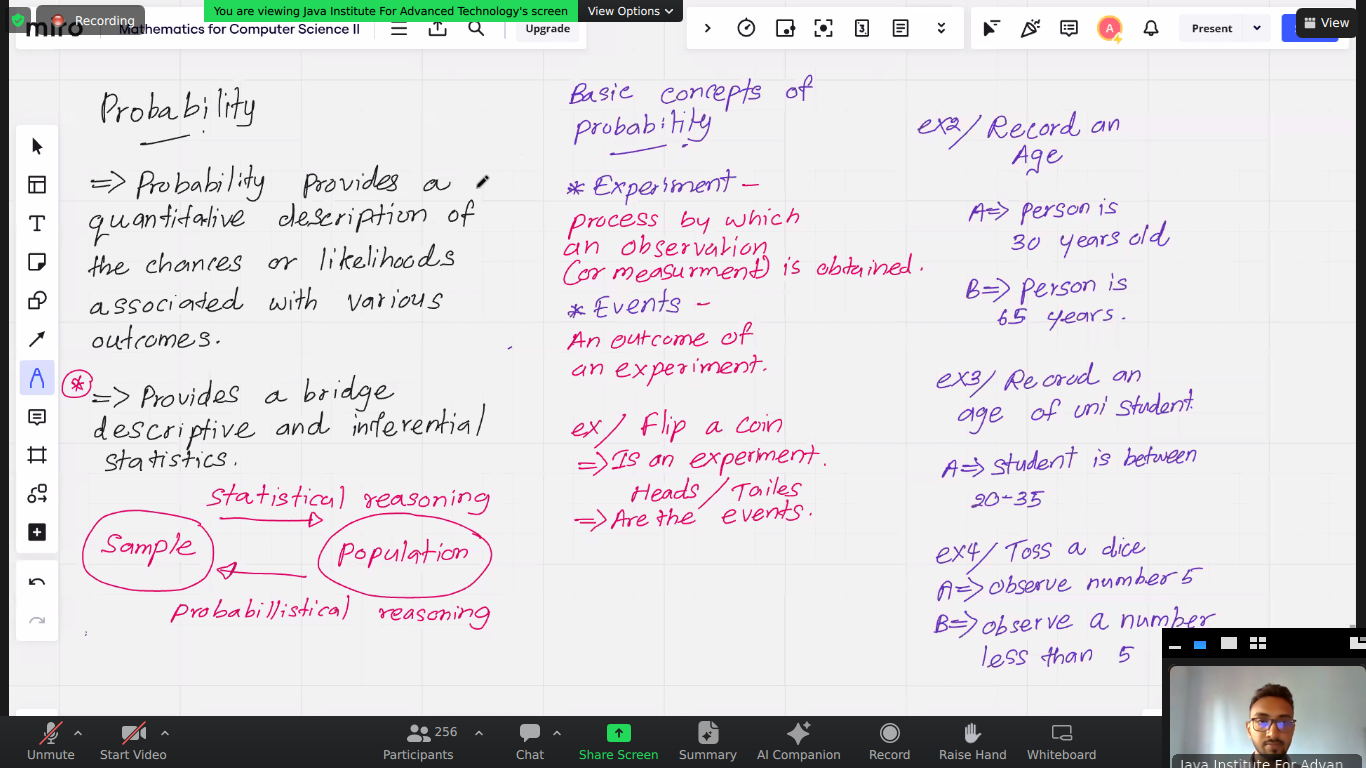 Recording
You are viewing Java Institute For Advanced Technology's screen
View Options
View
miro
Mathematics for Computer Science II
Upgrade
3
A
Present
Probability
=> Probability provides a
quantitative description of
the chances or likelihoods
associated with various
outcomes.
*
=> Provides a bridge
descriptive and inferential
statistics.
Statistical reasoning
Sample
Population
Probabillistical reasoning
Basic concepts of
probability
* Experiment -
process by which
an observation
(or measurment) is obtained.
* Events -
An outcome of
an experiment.
ex/ Flip a coin
=> Is an experiment.
Heads / Tailes
=> Are the events.
ex2/ Record an
Age
A=> person is
30 years old
B=> person is
65 years.
ex3/ Recorod an
age of uni student.
A=> student is between
20-35
ex4/ Toss a dice
A=> observe number 5
B=> observe a number
less than 5
Java Institute For Advan
Unmute
Start Video
Participants
256
Chat
Share Screen
Summary
AI Companion
Record
Raise Hand
Whiteboard